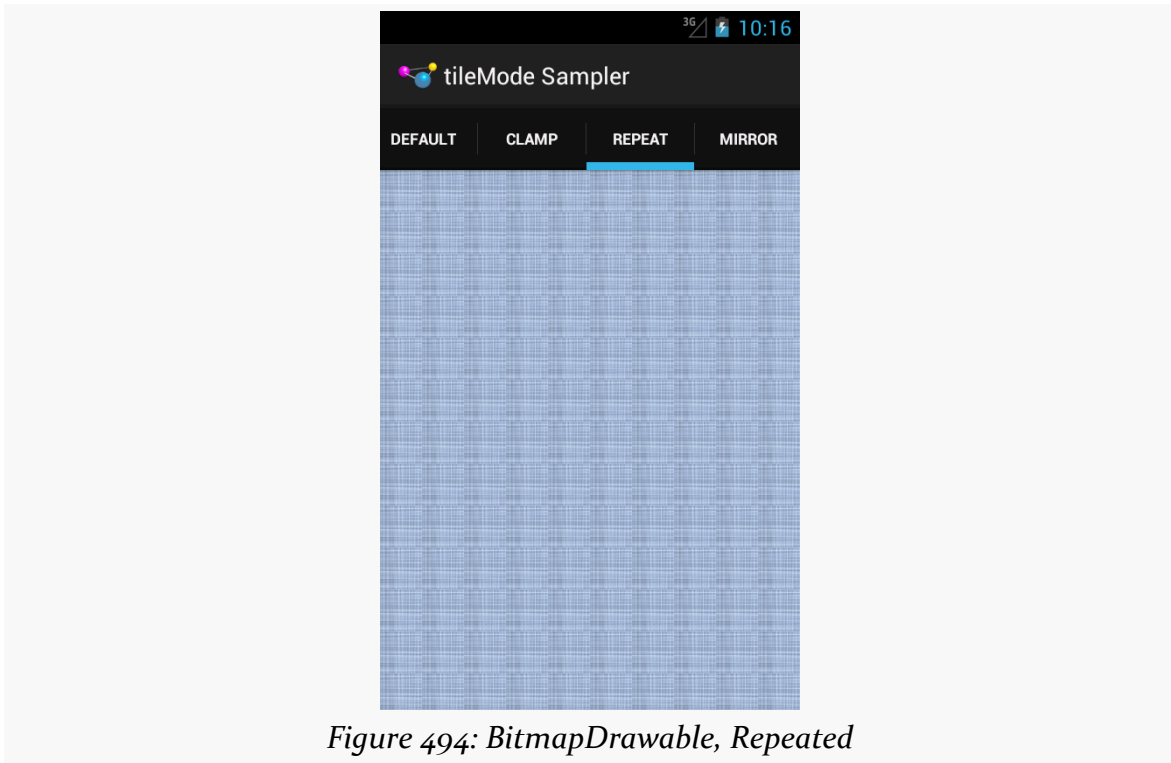 3G 10:16
tileMode Sampler
DEFAULT CLAMP REPEAT MIRROR
Figure 494: BitmapDrawable, Repeated